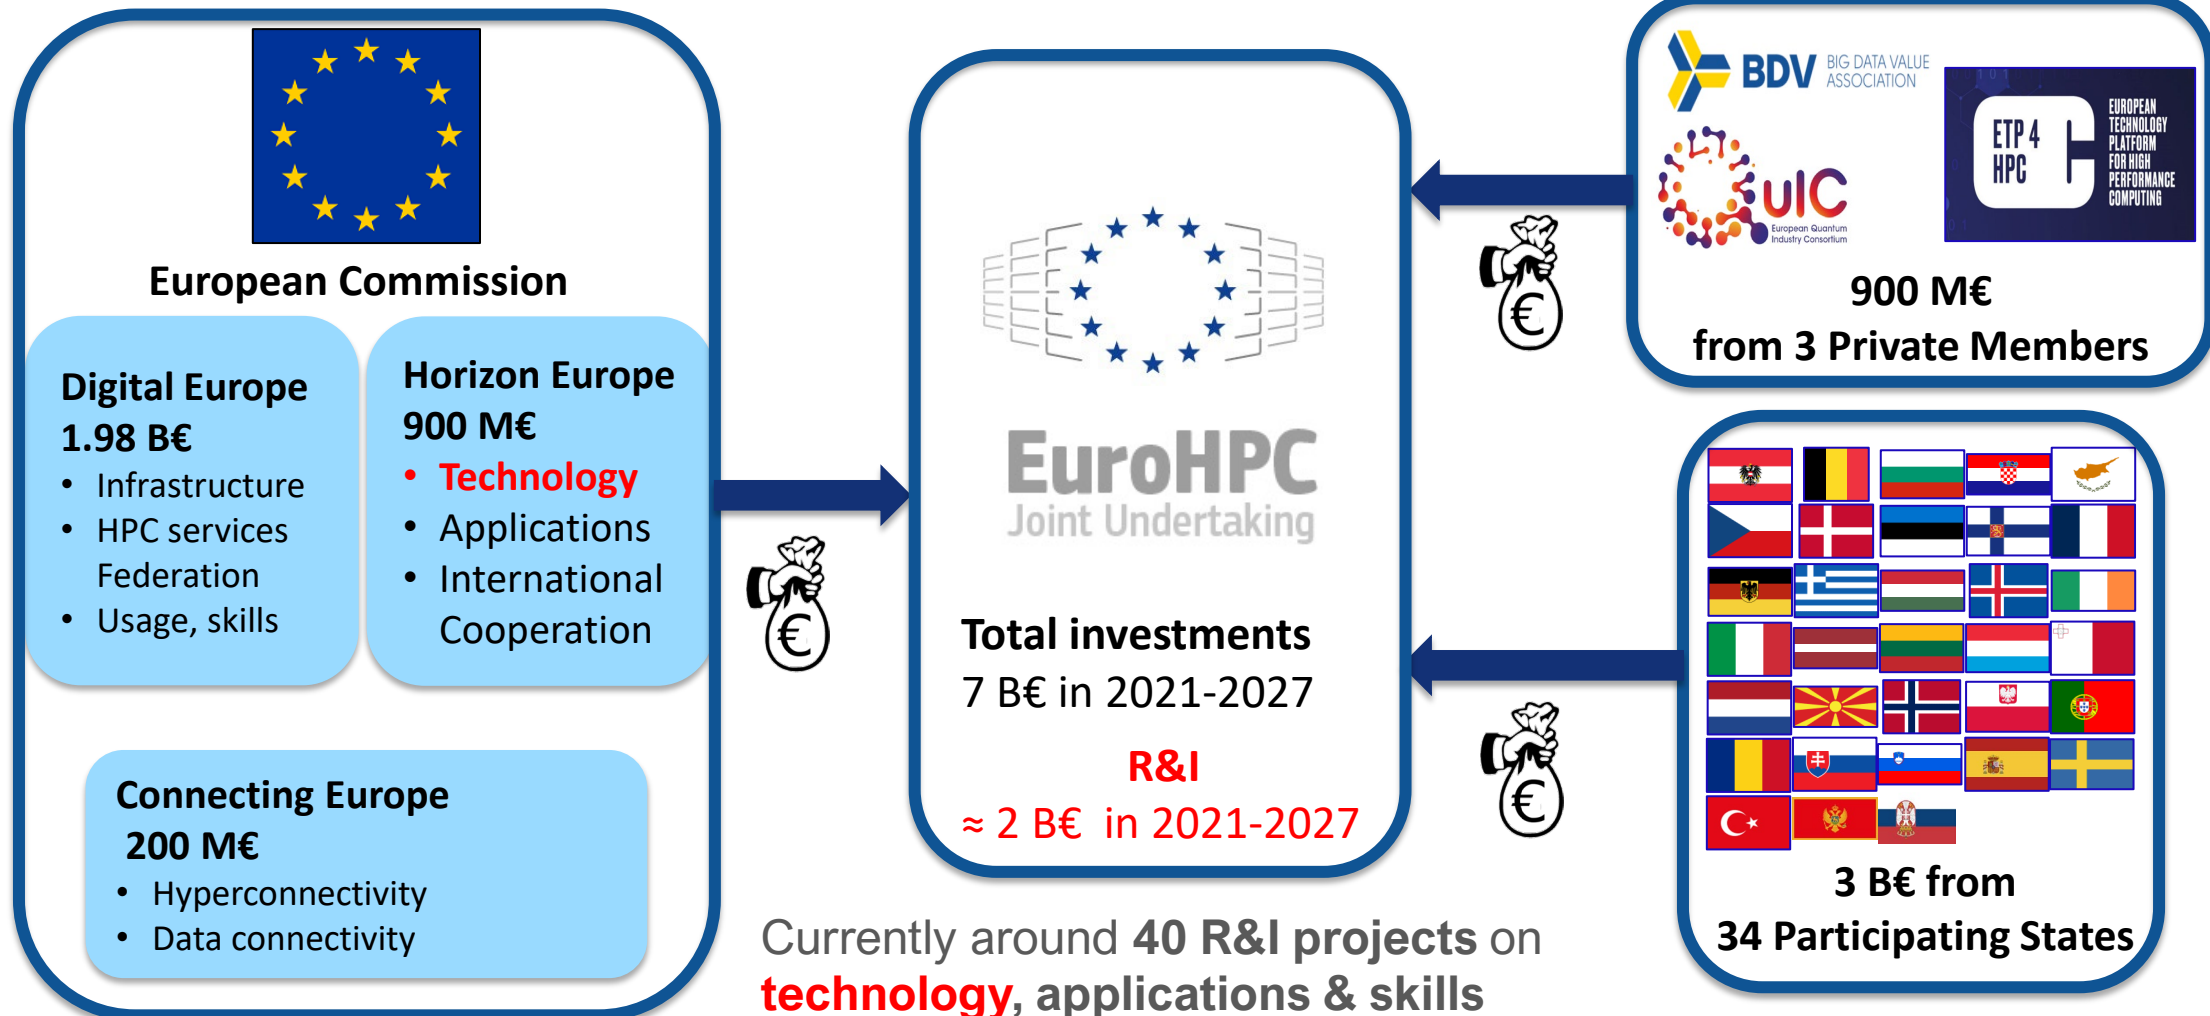 European Commission
Digital Europe
1.98 B€
• Infrastructure
• HPC services
Federation
• Usage, skills
Horizon Europe
900 M€
• Technology
• Applications
• International
Cooperation
Connecting Europe
200 M€
• Hyperconnectivity
• Data connectivity
€
EuroHPC
Joint Undertaking
Total investments
7 B€ in 2021-2027
R&I
≈ 2 B€ in 2021-2027
Currently around 40 R&I projects on
technology, applications & skills
€
€
BDV BIG DATA VALUE
ASSOCIATION
QuIC
European Quantum
Industry Consortium
ETP 4
HPC
EUROPEAN
TECHNOLOGY
PLATFORM
FOR HIGH
PERFORMANCE
COMPUTING
900 M€
from 3 Private Members
3 B€ from
34 Participating States